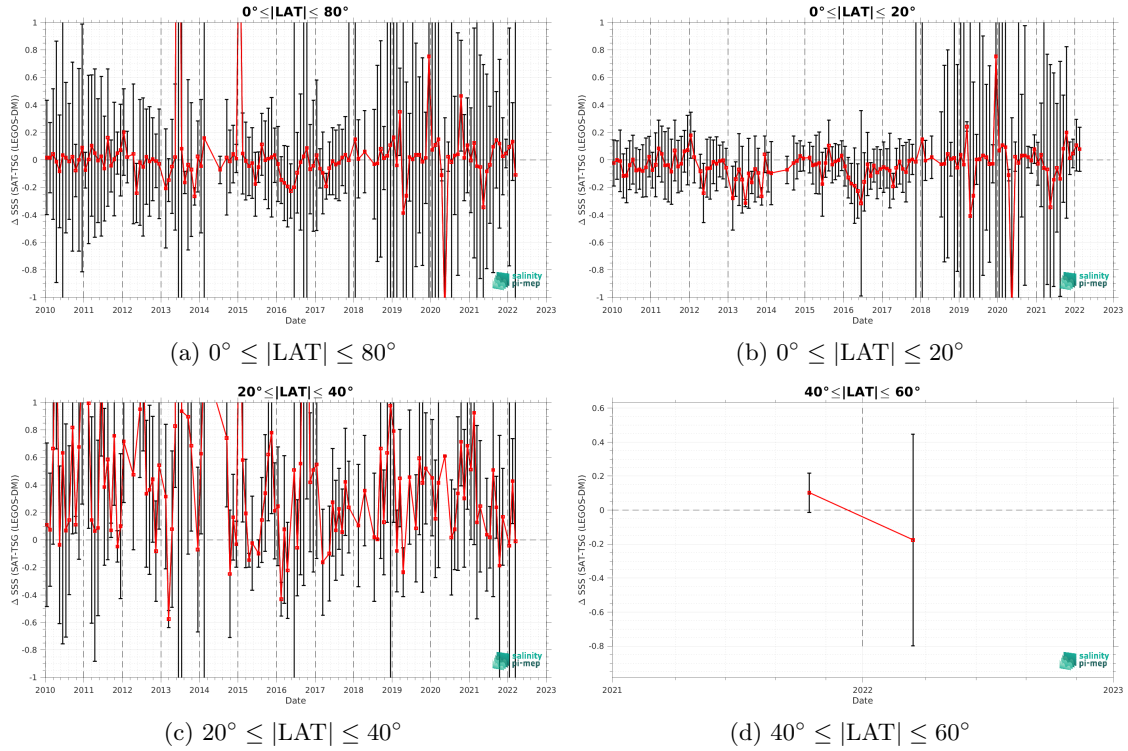 0°≤|LAT|≤ 80°
Δ SSS (SAT-TSG (LEGOS-DM))
1
0.8
0.6
0.4
0.2
0
-0.2
-0.4
-0.6
-0.8
-1
2010 2011 2012 2013 2014 2015 2016 2017 2018 2019 2020 2021 2022 2023
Date
salinity
pi-mep
(a) 0° ≤ |LAT| ≤ 80°
0°≤|LAT|≤ 20°
Δ SSS (SAT-TSG (LEGOS-DM))
1
0.8
0.6
0.4
0.2
0
-0.2
-0.4
-0.6
-0.8
-1
2010 2011 2012 2013 2014 2015 2016 2017 2018 2019 2020 2021 2022 2023
Date
salinity
pi-mep
(b) 0° ≤ |LAT| ≤ 20°
20°≤|LAT|≤ 40°
Δ SSS (SAT-TSG (LEGOS-DM))
1
0.8
0.6
0.4
0.2
0
-0.2
-0.4
-0.6
-0.8
-1
2010 2011 2012 2013 2014 2015 2016 2017 2018 2019 2020 2021 2022 2023
Date
salinity
pi-mep
(c) 20° ≤ |LAT| ≤ 40°
40°≤|LAT|≤ 60°
Δ SSS (SAT-TSG (LEGOS-DM))
0.6
0.4
0.2
0
-0.2
-0.4
-0.6
-0.8
2021 2022 2023
Date
salinity
pi-mep
(d) 40° ≤ |LAT| ≤ 60°